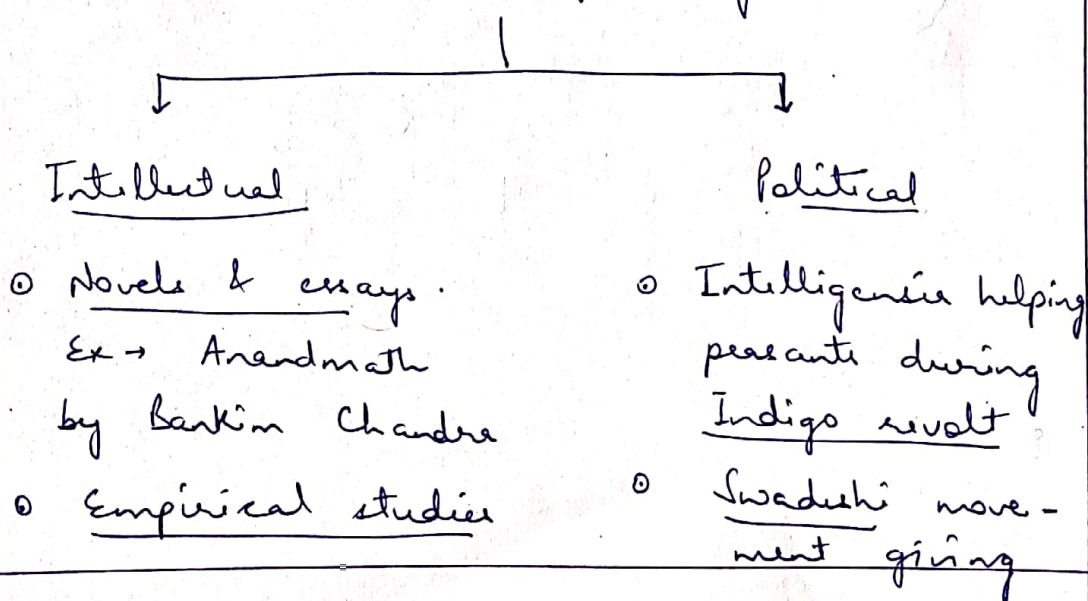 Intellectual
Political
⊙ Novels & essays.
Ex → Anandmath
by Bankim Chandra
⊙ Empirical studies
⊙ Intelligensia helping
peasants during
Indigo revolt
⊙ Swadeshi move-
ment giving